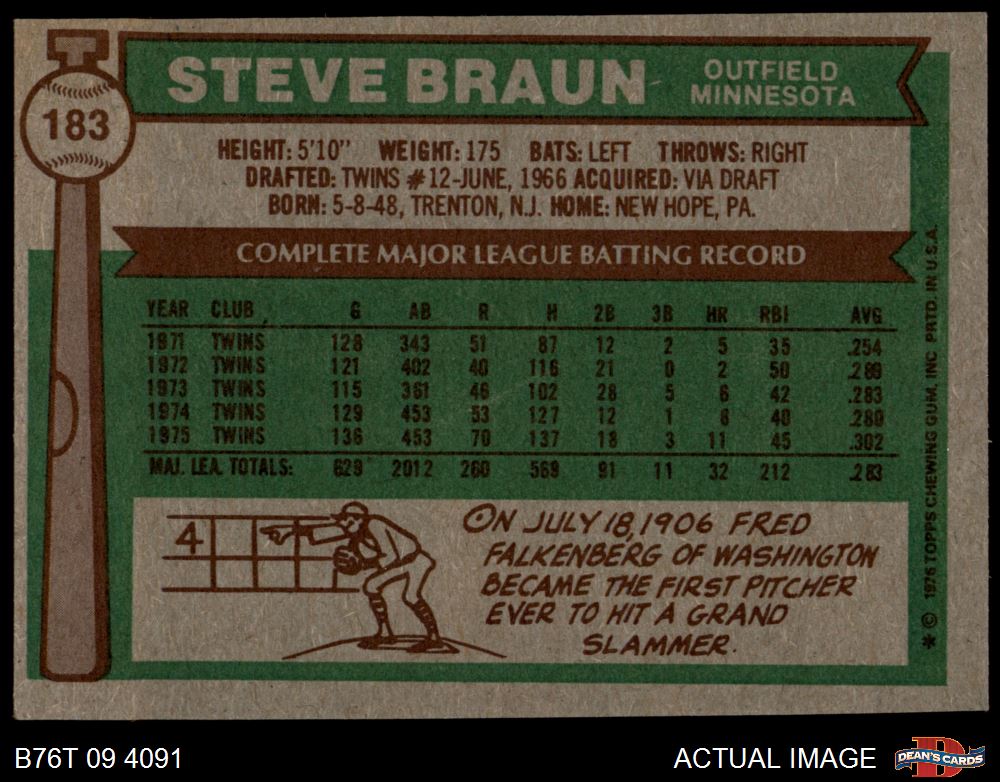 183
STEVE BRAUN
OUTFIELD
MINNESOTA
HEIGHT: 5'10" WEIGHT: 175 BATS: LEFT THROWS: RIGHT
DRAFTED: TWINS #12-JUNE, 1966 ACQUIRED: VIA DRAFT
BORN: 5-8-48, TRENTON, N.J. HOME: NEW HOPE, PA.
COMPLETE MAJOR LEAGUE BATTING RECORD
YEAR CLUB G AB R H 2B 3B HR RBI AVG
1971 TWINS 128 343 51 87 12 2 5 35 .254
1972 TWINS 121 402 40 116 21 0 2 50 .289
1973 TWINS 115 361 46 102 28 5 6 42 .283
1974 TWINS 129 453 53 127 12 1 8 40 .280
1975 TWINS 136 453 70 137 18 3 11 45 .302
MAJ. LEA. TOTALS: 629 2012 260 569 91 11 32 212 .283
4
ON JULY 18, 1906 FRED
FALKENBERG OF WASHINGTON
BECAME THE FIRST PITCHER
EVER TO HIT A GRAND
SLAMMER.
* © 1976 TOPPS CHEWING GUM, INC. PRTD. IN U.S.A.
B76T 09 4091
ACTUAL IMAGE
D
DEAN'S CARDS